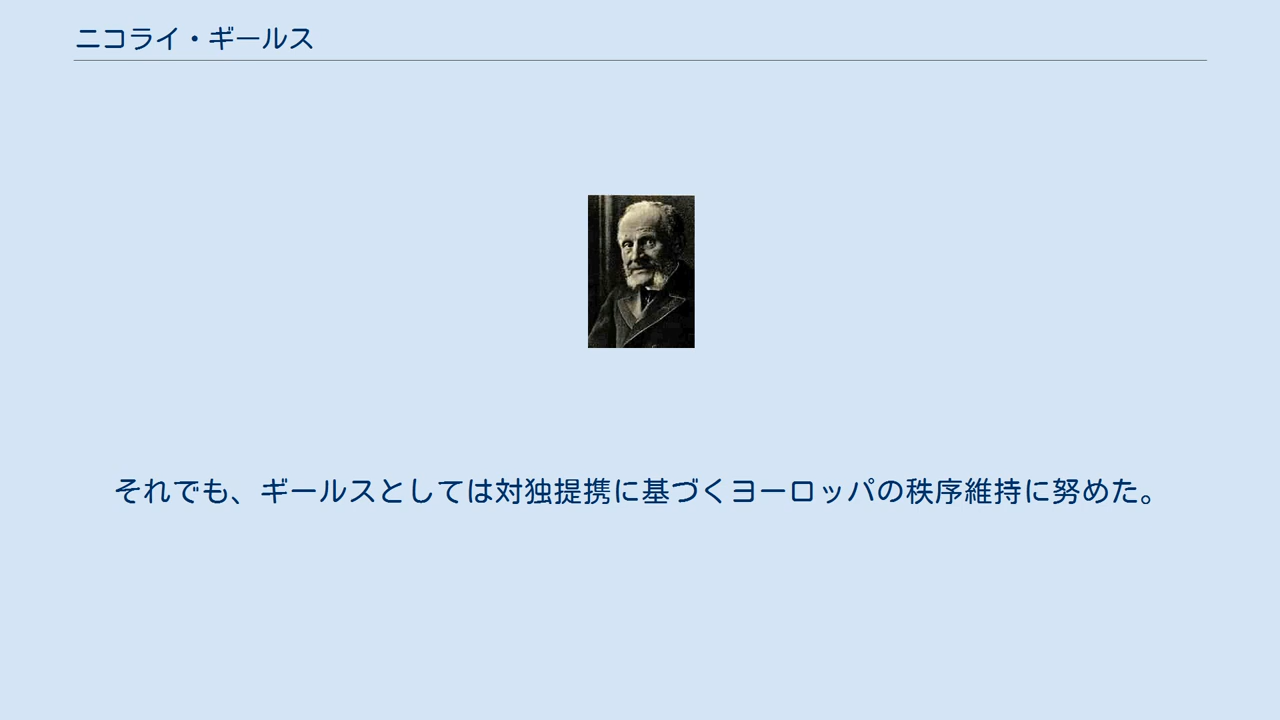 ニコライ・ギールス
それでも、ギールスとしては対独提携に基づくヨーロッパの秩序維持に努めた。